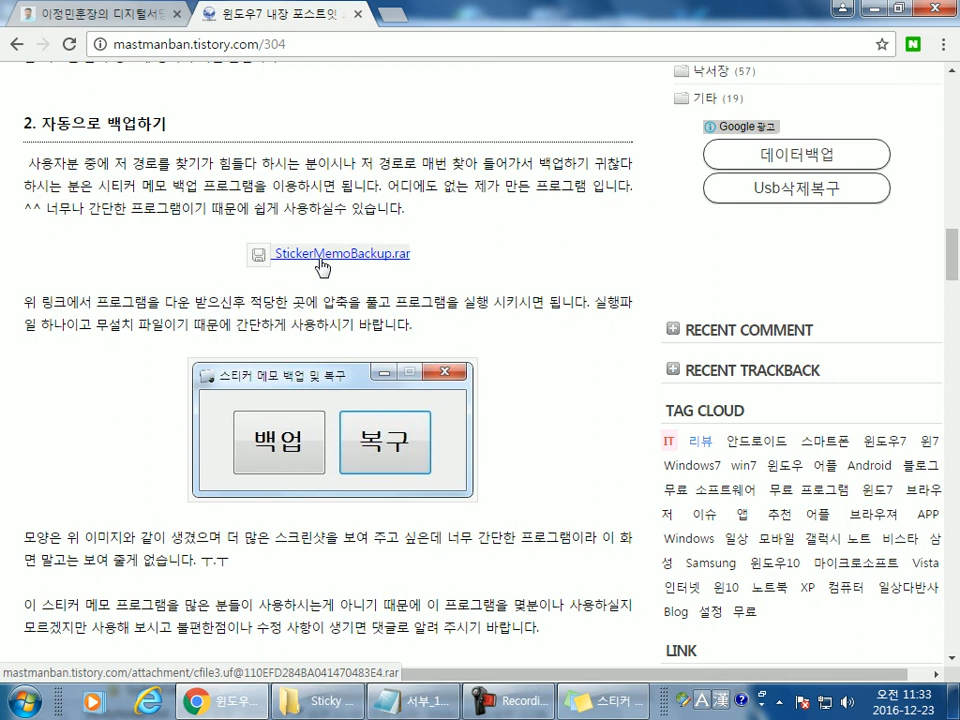 이정민훈장의 디지털서당
윈도우7 내장 포스트잇
mastmanban.tistory.com/304
2. 자동으로 백업하기
사용자분 중에 저 경로를 찾기가 힘들다 하시는 분이시나 저 경로로 매번 찾아 들어가서 백업하기 귀찮다
하시는 분은 시티커 메모 백업 프로그램을 이용하시면 됩니다. 어디에도 없는 제가 만든 프로그램 입니다.
^^ 너무나 간단한 프로그램이기 때문에 쉽게 사용하실수 있습니다.
StickerMemoBackup.rar
위 링크에서 프로그램을 다운 받으신후 적당한 곳에 압축을 풀고 프로그램을 실행 시키시면 됩니다. 실행파
일 하나이고 무설치 파일이기 때문에 간단하게 사용하시기 바랍니다.
스티커 메모 백업 및 복구
백업 복구
모양은 위 이미지와 같이 생겼으며 더 많은 스크린샷을 보여 주고 싶은데 너무 간단한 프로그램이라 이 화
면 말고는 보여 줄게 없습니다. ㅜ.ㅜ
이 스티커 메모 프로그램을 많은 분들이 사용하시는게 아니기 때문에 이 프로그램을 몇분이나 사용하실지
모르겠지만 사용해 보시고 불편한점이나 수정 사항이 생기면 댓글로 알려 주시기 바랍니다.
낙서장 (57)
기타 (19)
Google 광고
데이터백업
Usb삭제복구
RECENT COMMENT
RECENT TRACKBACK
TAG CLOUD
IT 리뷰 안드로이드 스마트폰 윈도우7 윈7
Windows7 win7 윈도우 어플 Android 블로그
무료 소프트웨어 무료 프로그램 윈도7 브라우
저 이슈 앱 추천 어플 브라우져 APP
Windows 일상 모바일 갤럭시 노트 비스타 삼
성 Samsung 윈도우10 마이크로소프트 Vista
인터넷 윈10 노트북 XP 컴퓨터 일상다반사
Blog 설정 무료
LINK
mastmanban.tistory.com/attachment/cfile3.uf@110EFD284BA041470483E4.rar
윈도우...
Sticky ...
서부_1...
Recordi...
스티커 ...
A 漢
오전 11:33
2016-12-23